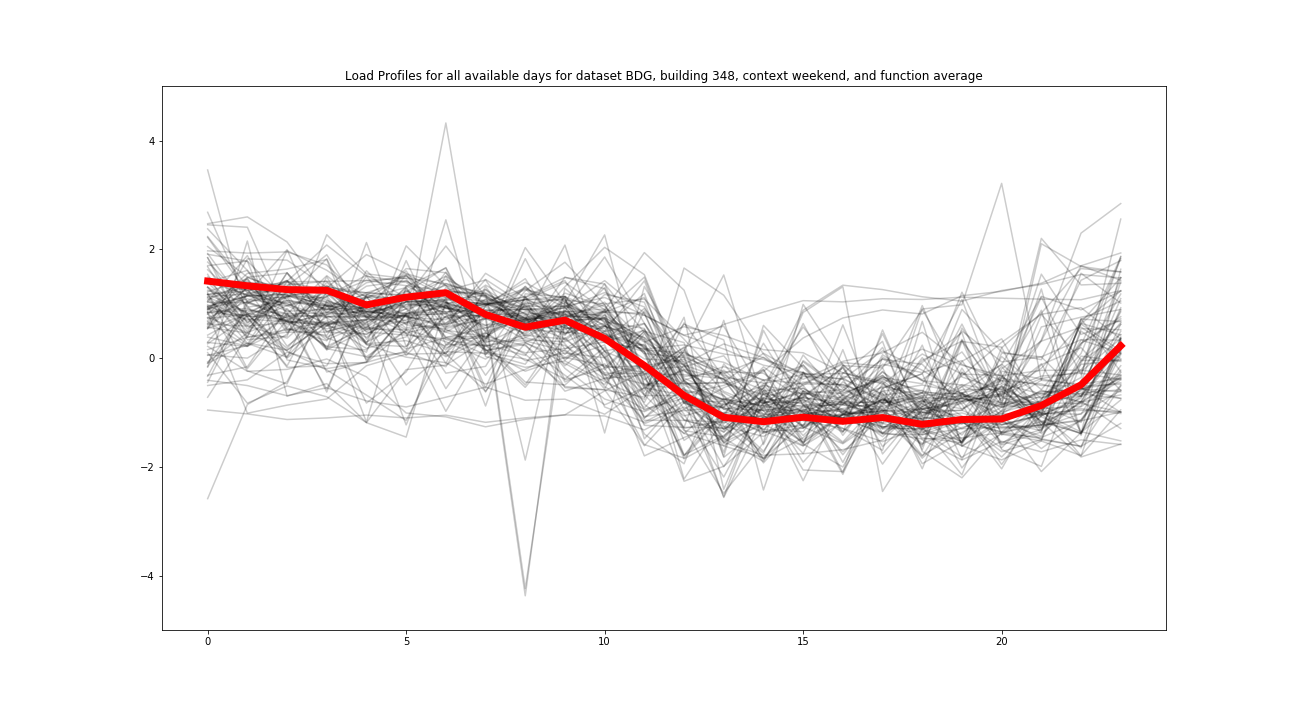 Load Profiles for all available days for dataset BDG, building 348, context weekend, and function average
4
2
0
−2
−4
0 5 10 15 20